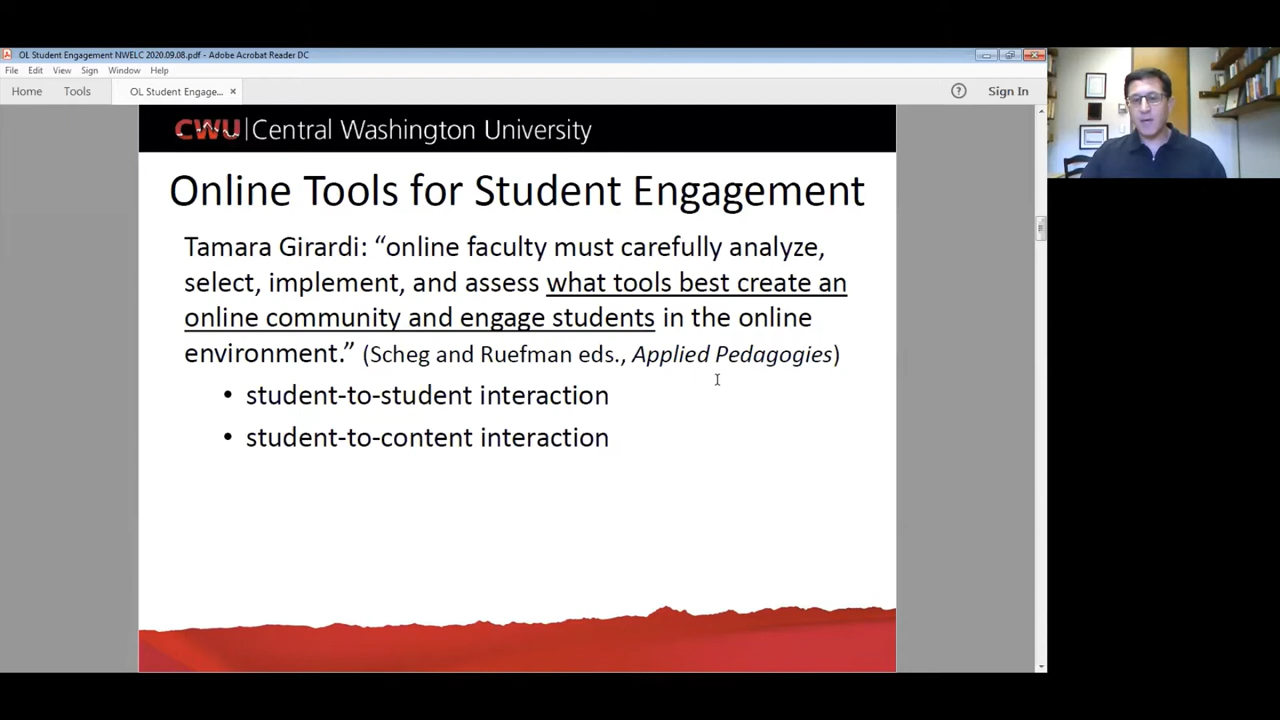 OL Student Engagement NWELC 2020.09.08.pdf - Adobe Acrobat Reader DC
File Edit View Sign Window Help
Home Tools OL Student Engage... × ? Sign In
CWU | Central Washington University
Online Tools for Student Engagement
Tamara Girardi: “online faculty must carefully analyze,
select, implement, and assess what tools best create an
online community and engage students in the online
environment.” (Scheg and Ruefman eds., Applied Pedagogies)
• student-to-student interaction
• student-to-content interaction